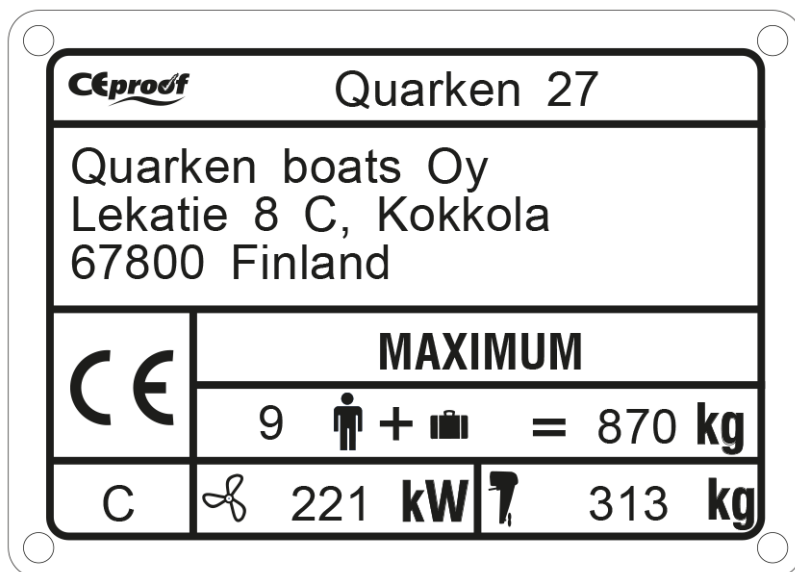 CEproof Quarken 27
Quarken boats Oy
Lekatie 8 C, Kokkola
67800 Finland
CE MAXIMUM
9 + = 870 kg
C 221 kW 313 kg